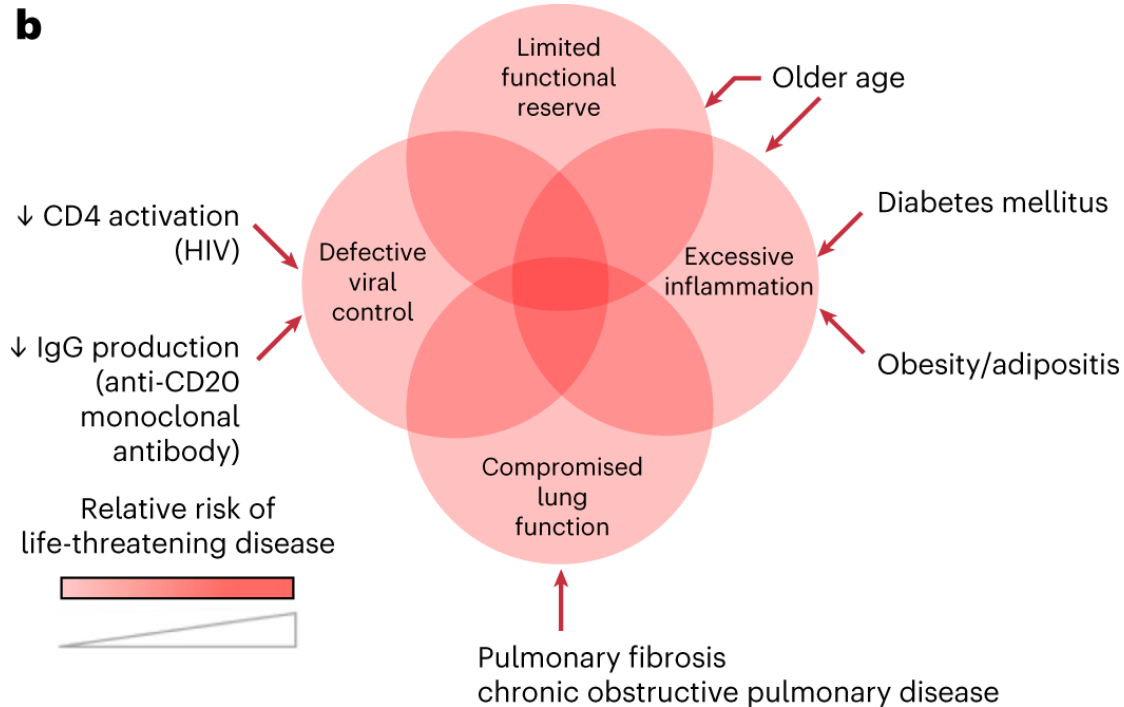 b
Limited
functional
reserve
Older age
↓ CD4 activation
(HIV)
Diabetes mellitus
Defective
viral
control
Excessive
inflammation
↓ IgG production
(anti-CD20
monoclonal
antibody)
Obesity/adipositis
Compromised
lung
function
Relative risk of
life-threatening disease
Pulmonary fibrosis
chronic obstructive pulmonary disease